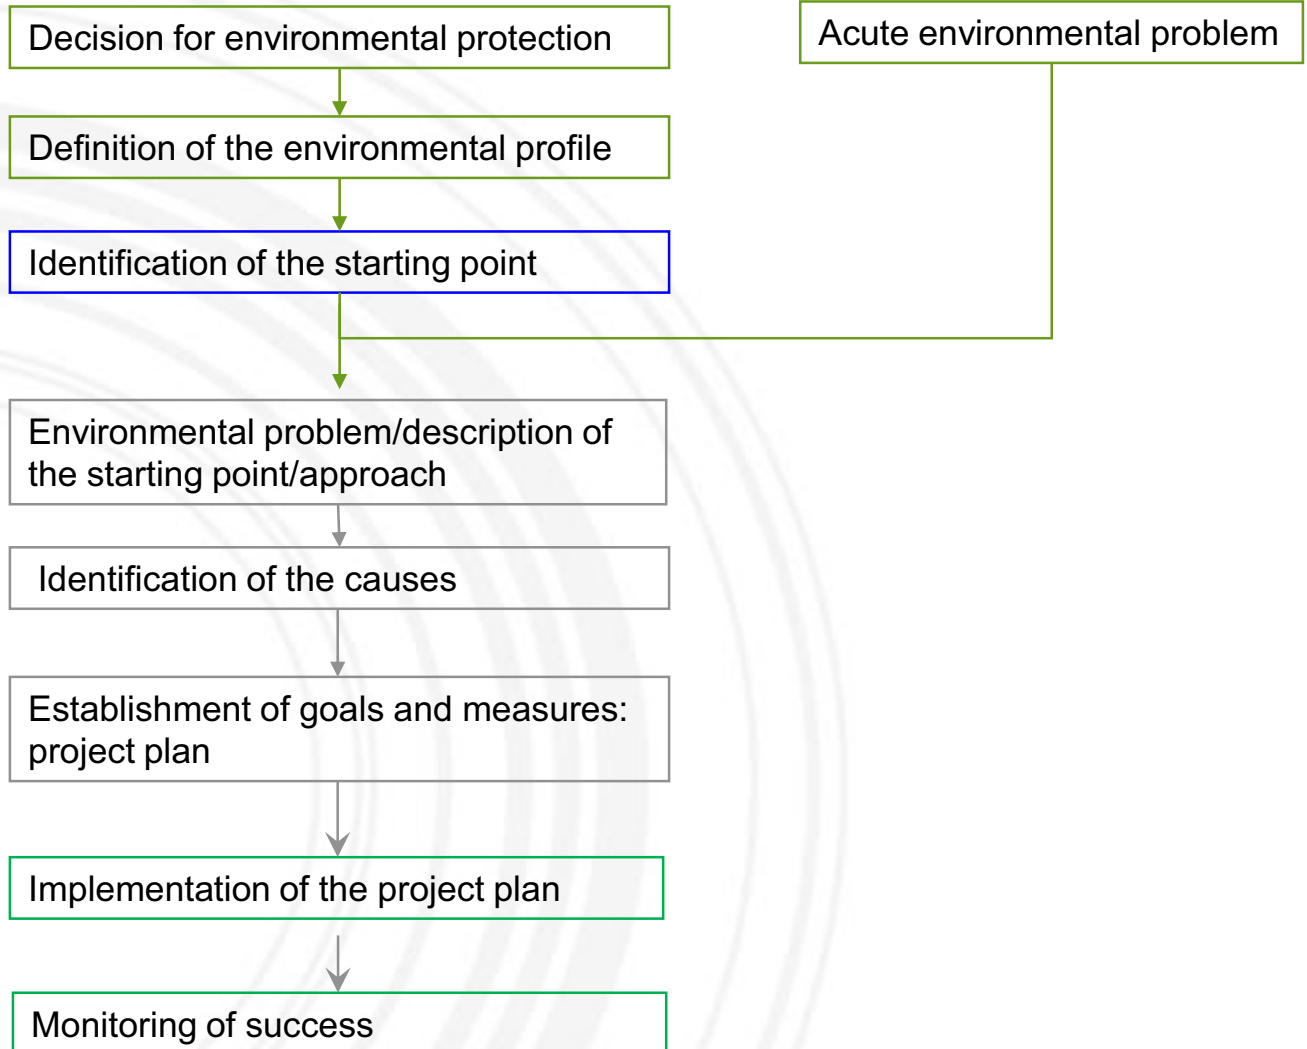 Decision for environmental protection
Acute environmental problem
Definition of the environmental profile
Identification of the starting point
Environmental problem/description of
the starting point/approach
Identification of the causes
Establishment of goals and measures:
project plan
Implementation of the project plan
Monitoring of success